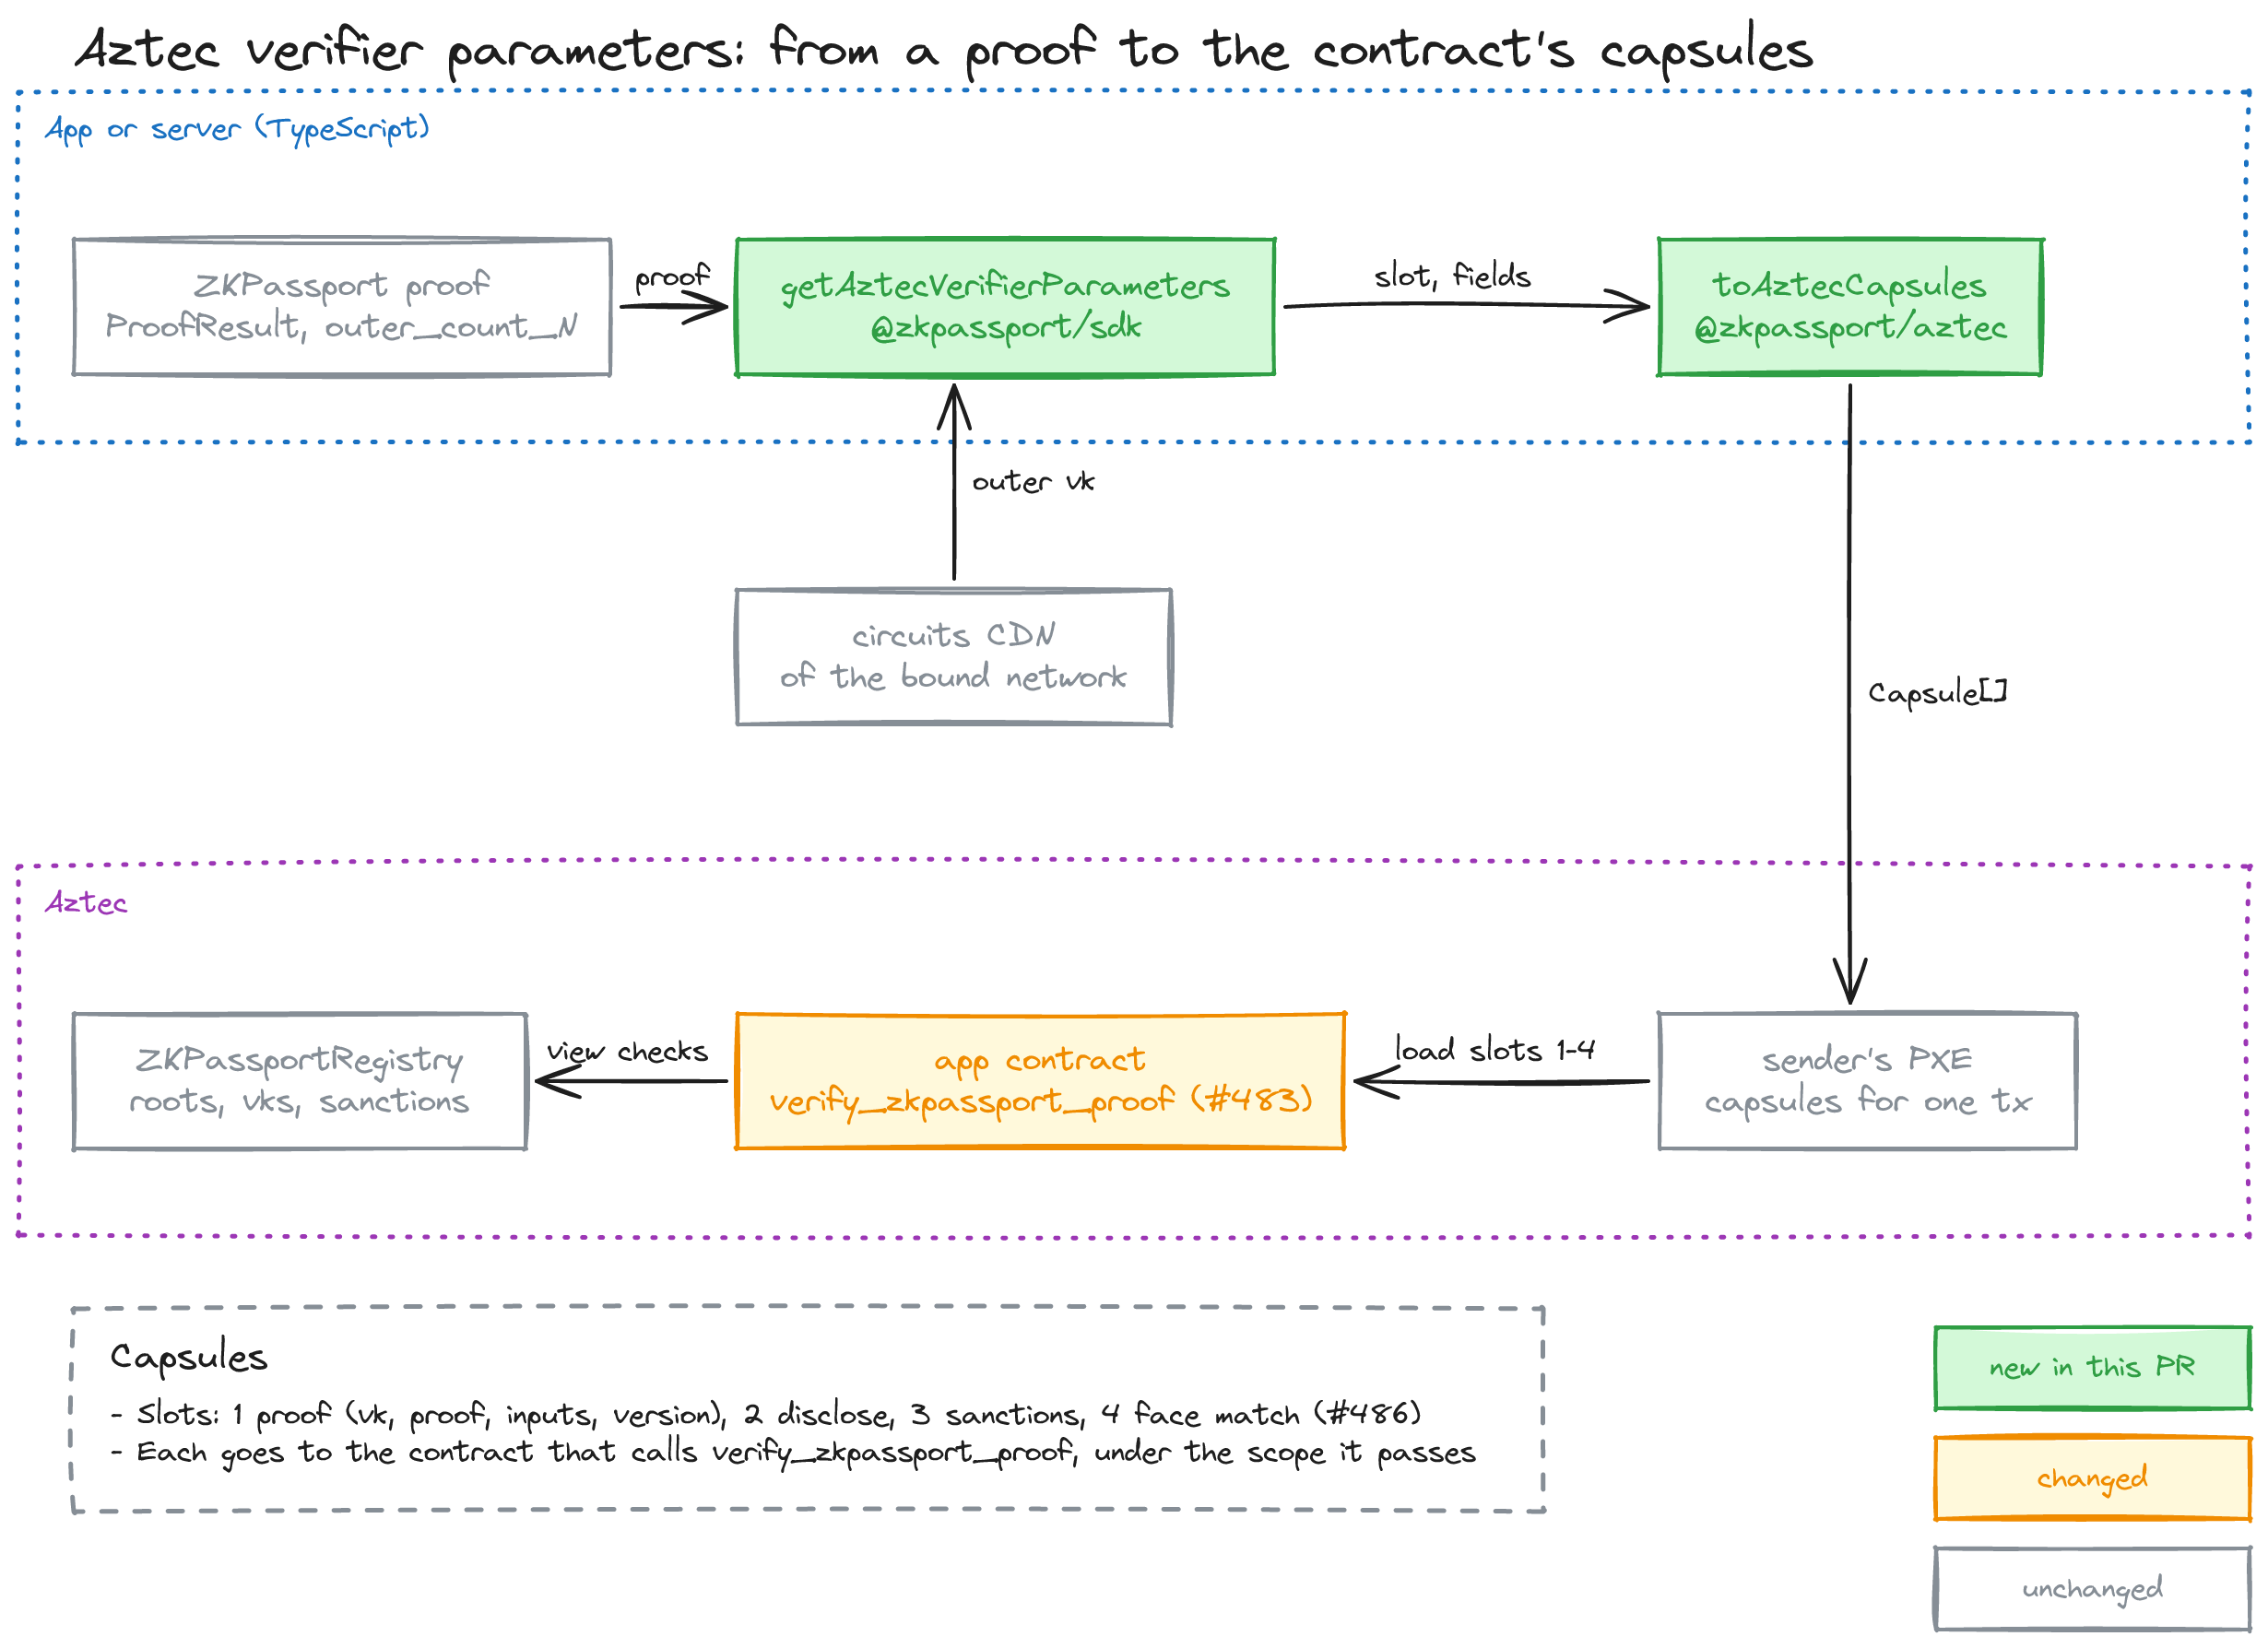 Aztec verifier parameters: from a proof to the contract's capsules
App or server (TypeScript)
ZKPassport proof
ProofResult, outer_count_N
proof
getAztecVerifierParameters
@zkpassport/sdk
slot, fields
toAztecCapsules
@zkpassport/aztec
outer vk
circuits CDN
of the bound network
Capsule[]
Aztec
ZKPassportRegistry
roots, vks, sanctions
view checks
app contract
verify_zkpassport_proof (#483)
load slots 1-4
sender's PXE
capsules for one tx
Capsules
- Slots: 1 proof (vk, proof, inputs, version), 2 disclose, 3 sanctions, 4 face match (#486)
- Each goes to the contract that calls verify_zkpassport_proof, under the scope it passes
new in this PR
changed
unchanged